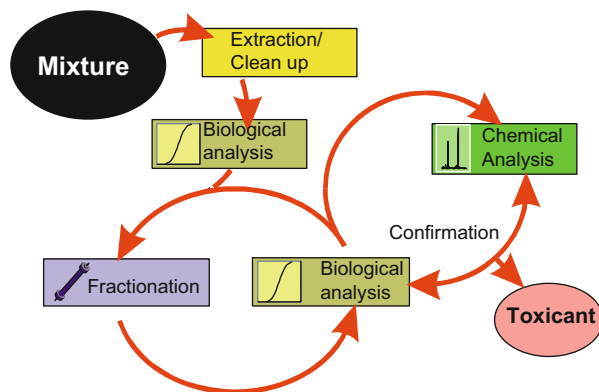 Mixture
Extraction/
Clean up
Biological
analysis
Chemical
Analysis
Confirmation
Fractionation
Biological
analysis
Toxicant